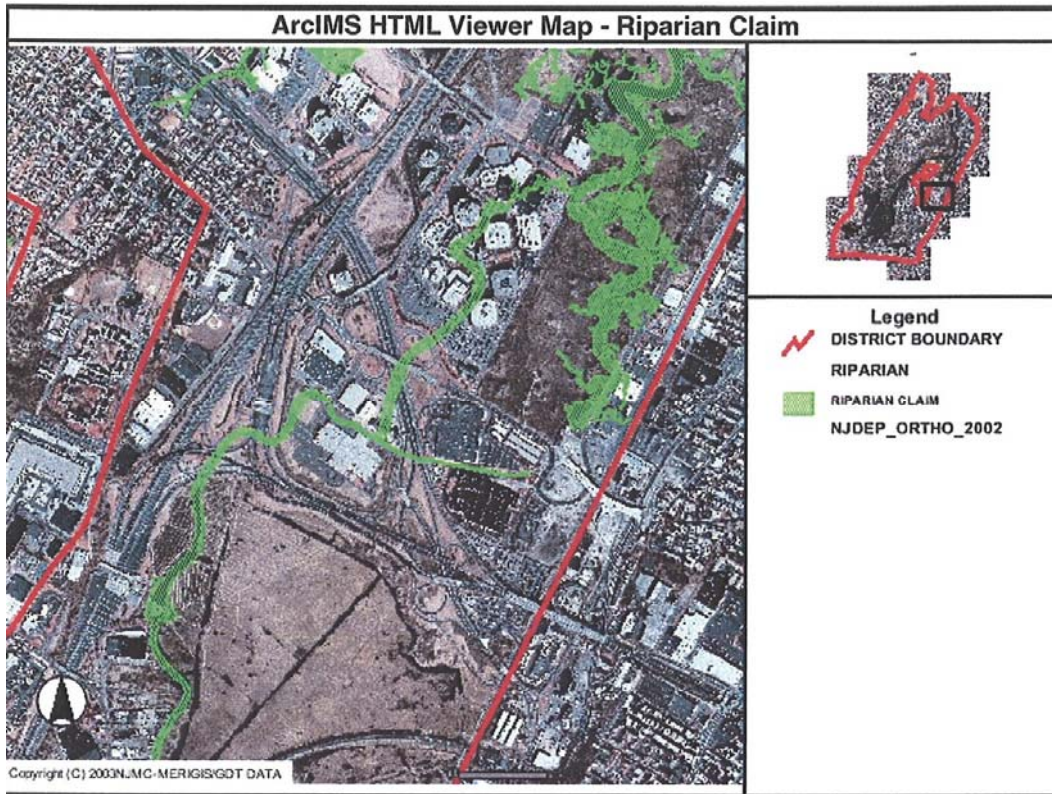 ArcIMS HTML Viewer Map - Riparian Claim
Legend
DISTRICT BOUNDARY
RIPARIAN
RIPARIAN CLAIM
NJDEP_ORTHO_2002
Copyright (C) 2003NJMC-MERIGIS/GDT DATA